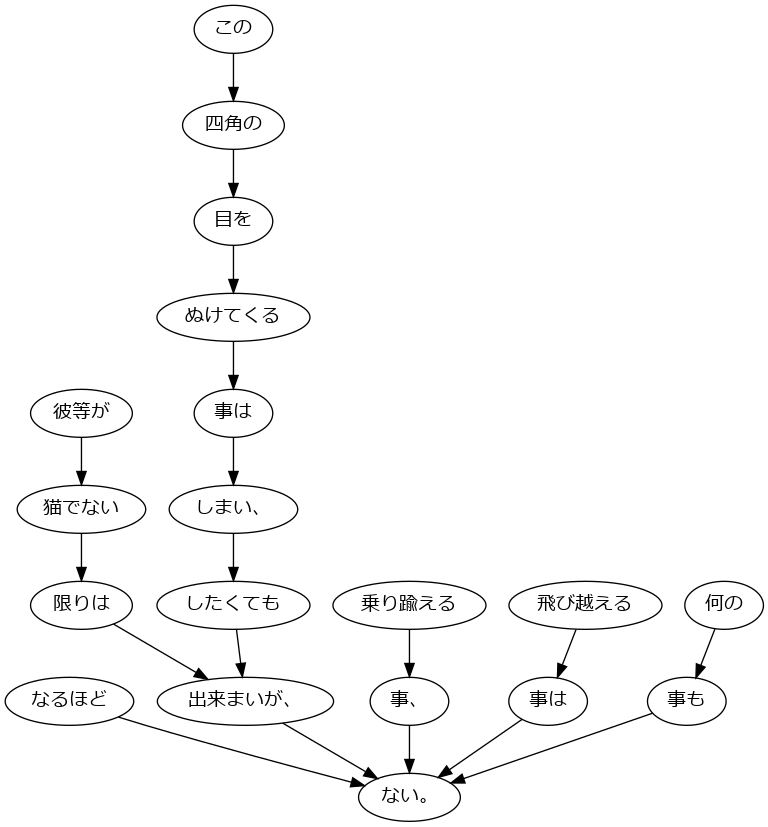 この
四角の
目を
ぬけてくる
彼等が
事は
猫でない
しまい、
限りは
したくても
乗り踰える
飛び越える
何の
なるほど
出来まいが、
事、
事は
事も
ない。